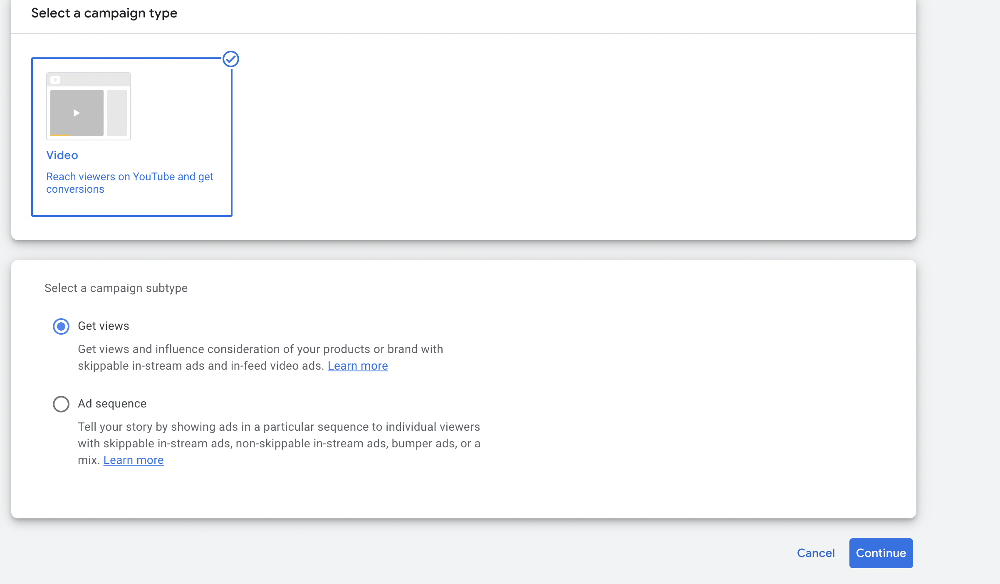 Select a campaign type
Video
Reach viewers on YouTube and get
conversions
Select a campaign subtype
Get views
Get views and influence consideration of your products or brand with
skippable in-stream ads and in-feed video ads. Learn more
Ad sequence
Tell your story by showing ads in a particular sequence to individual viewers
with skippable in-stream ads, non-skippable in-stream ads, bumper ads, or a
mix. Learn more
Cancel
Continue